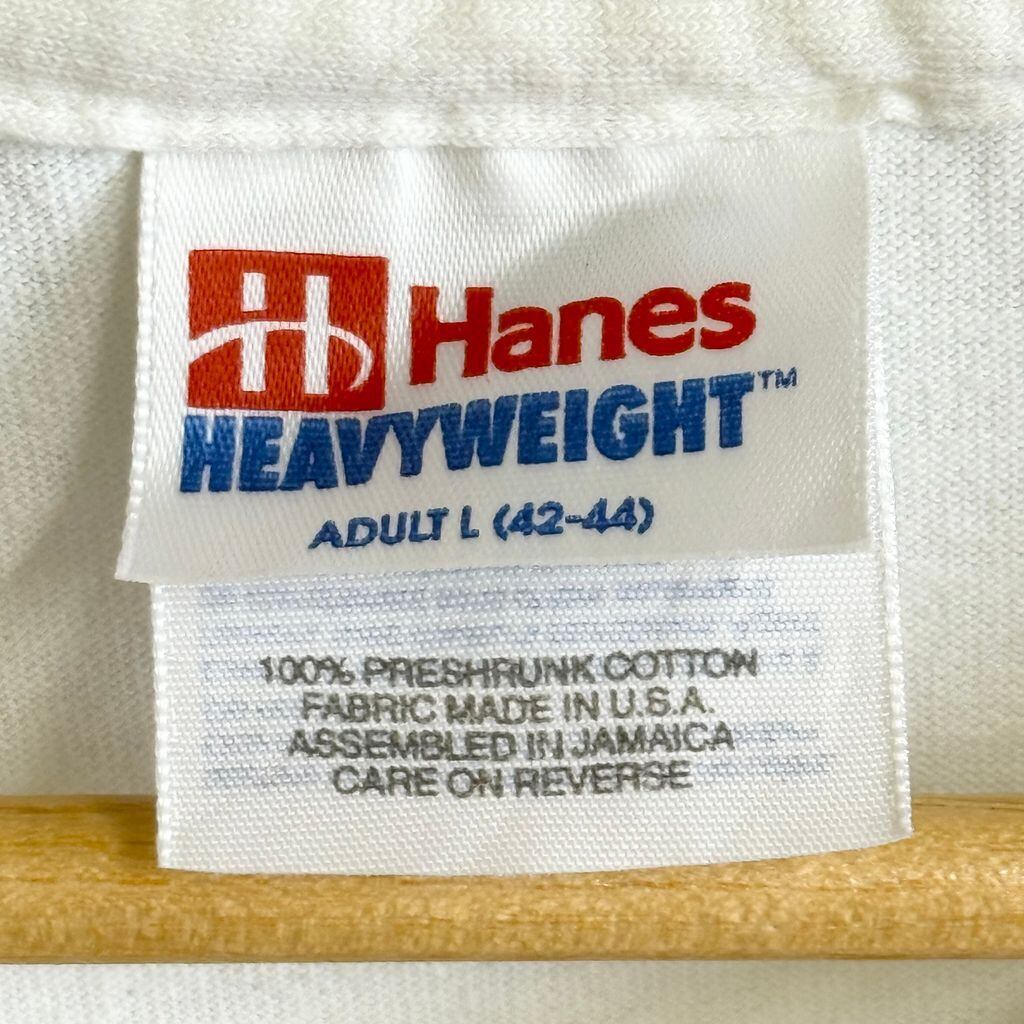 H Hanes
HEAVYWEIGHT™
ADULT L (42-44)
100% PRESHRUNK COTTON
FABRIC MADE IN U.S.A.
ASSEMBLED IN JAMAICA
CARE ON REVERSE